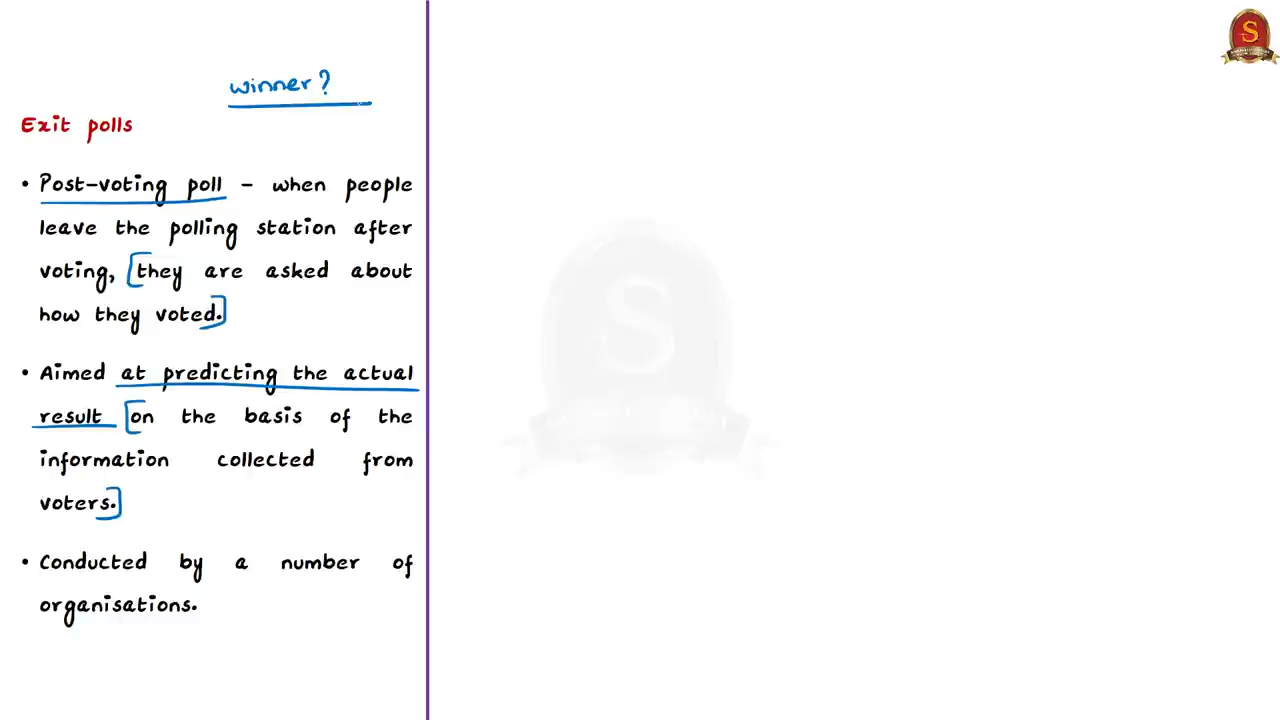 winner?
Exit polls
• Post-voting poll - when people
leave the polling station after
voting, [they are asked about
how they voted.]
• Aimed at predicting the actual
result [on the basis of the
information collected from
voters.]
• Conducted by a number of
organisations.
S
S